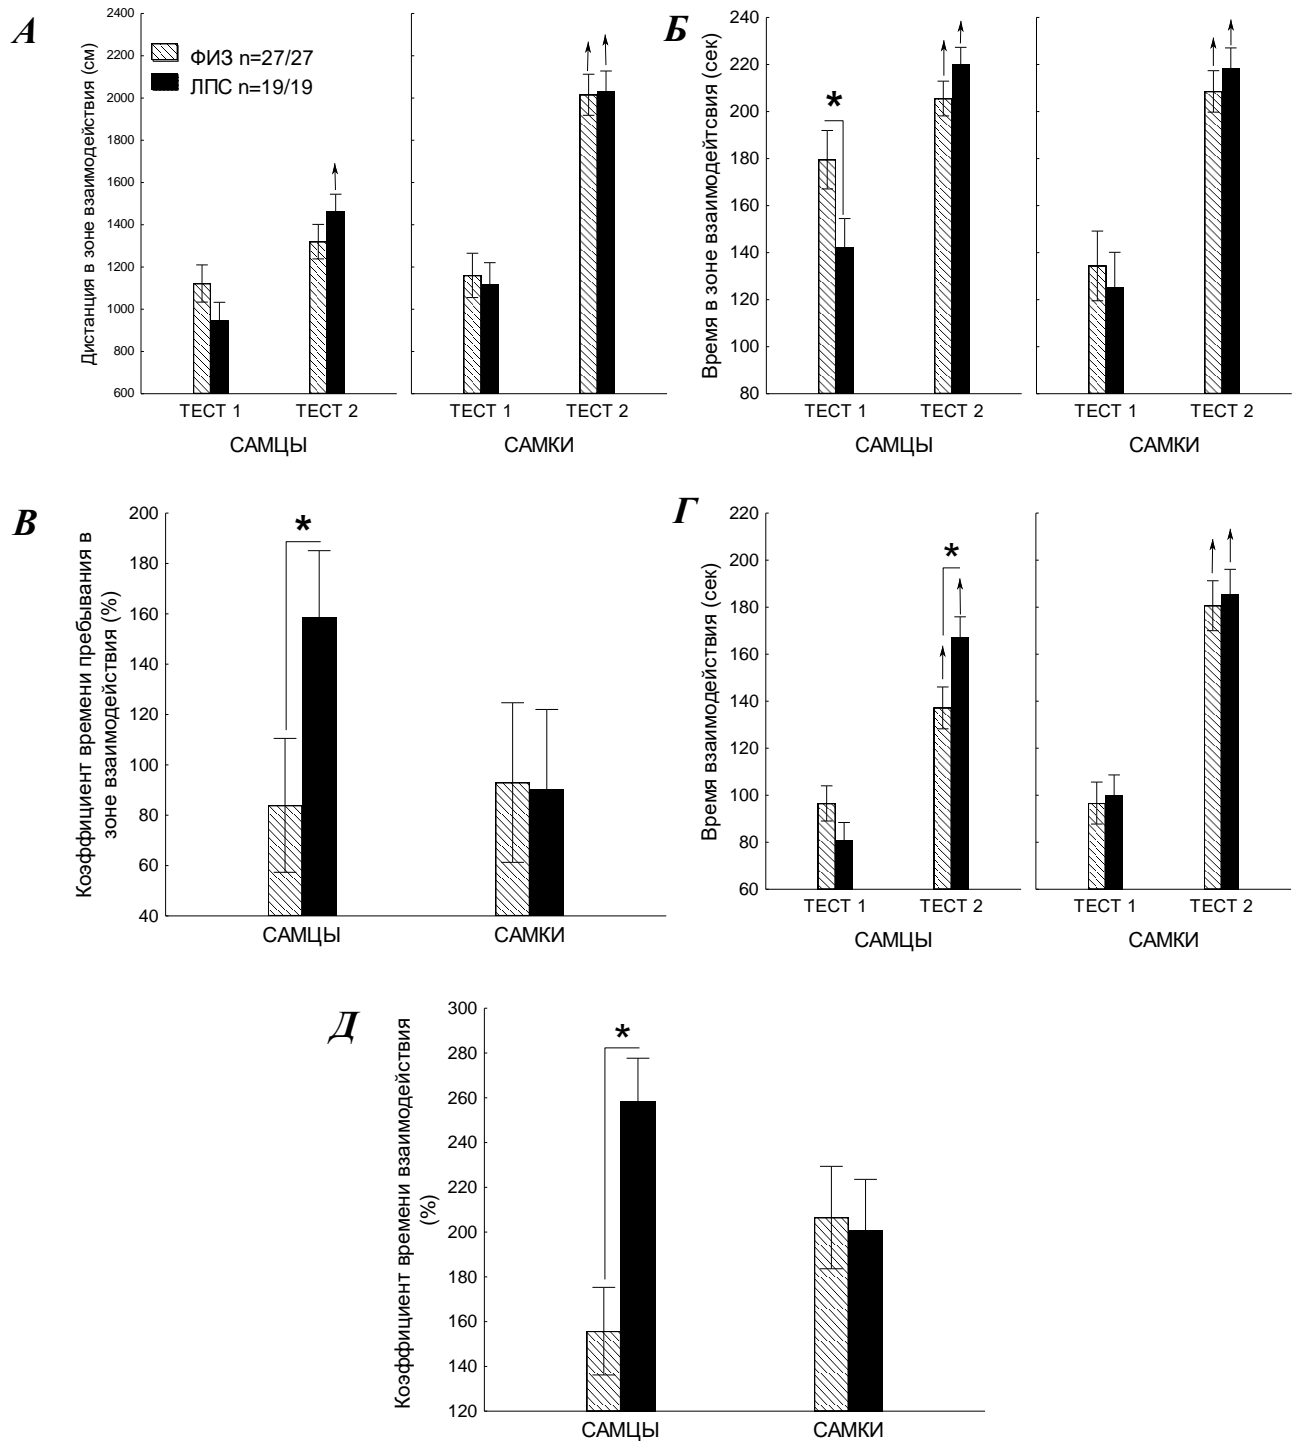 А
Дистанция в зоне взаимодействия (см)
2400
2200
2000
1800
1600
1400
1200
1000
800
600
ФИЗ n=27/27
ЛПС n=19/19
ТЕСТ 1
ТЕСТ 2
САМЦЫ
ТЕСТ 1
ТЕСТ 2
САМКИ
Б
Время в зоне взаимодейтсвия (сек)
240
220
200
180
160
140
120
100
80
*
ТЕСТ 1
ТЕСТ 2
САМЦЫ
ТЕСТ 1
ТЕСТ 2
САМКИ
В
Коэффициент времени пребывания в
зоне взаимодействия (%)
200
180
160
140
120
100
80
60
40
*
САМЦЫ
САМКИ
Г
Время взаимодействия (сек)
220
200
180
160
140
120
100
80
60
*
ТЕСТ 1
ТЕСТ 2
САМЦЫ
ТЕСТ 1
ТЕСТ 2
САМКИ
Д
Коэффициент времени взаимодействия
(%)
300
280
260
240
220
200
180
160
140
120
*
САМЦЫ
САМКИ